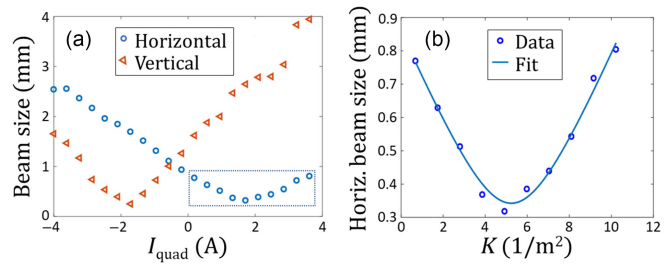 (a)
Horizontal
Vertical
Beam size (mm)
4
3
2
1
0
−4
−2
0
2
4
I_quad (A)
(b)
Data
Fit
Horiz. beam size (mm)
0.9
0.8
0.7
0.6
0.5
0.4
0.3
0
2
4
6
8
10
12
K (1/m²)